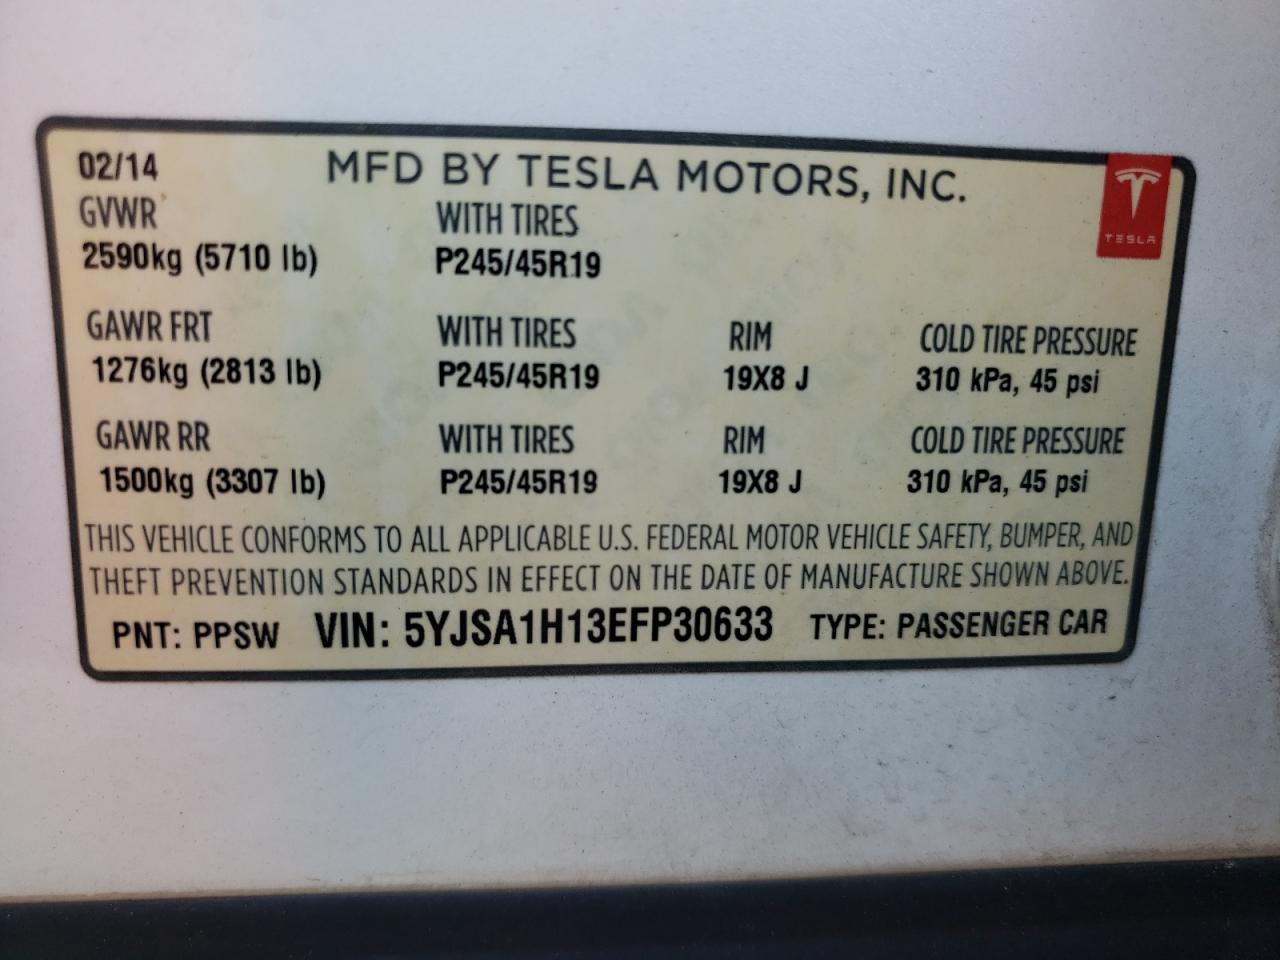 02/14 MFD BY TESLA MOTORS, INC.
TESLA
GVWR WITH TIRES
2590kg (5710 lb) P245/45R19
GAWR FRT WITH TIRES RIM COLD TIRE PRESSURE
1276kg (2813 lb) P245/45R19 19X8 J 310 kPa, 45 psi
GAWR RR WITH TIRES RIM COLD TIRE PRESSURE
1500kg (3307 lb) P245/45R19 19X8 J 310 kPa, 45 psi
THIS VEHICLE CONFORMS TO ALL APPLICABLE U.S. FEDERAL MOTOR VEHICLE SAFETY, BUMPER, AND
THEFT PREVENTION STANDARDS IN EFFECT ON THE DATE OF MANUFACTURE SHOWN ABOVE.
PNT: PPSW VIN: 5YJSA1H13EFP30633 TYPE: PASSENGER CAR